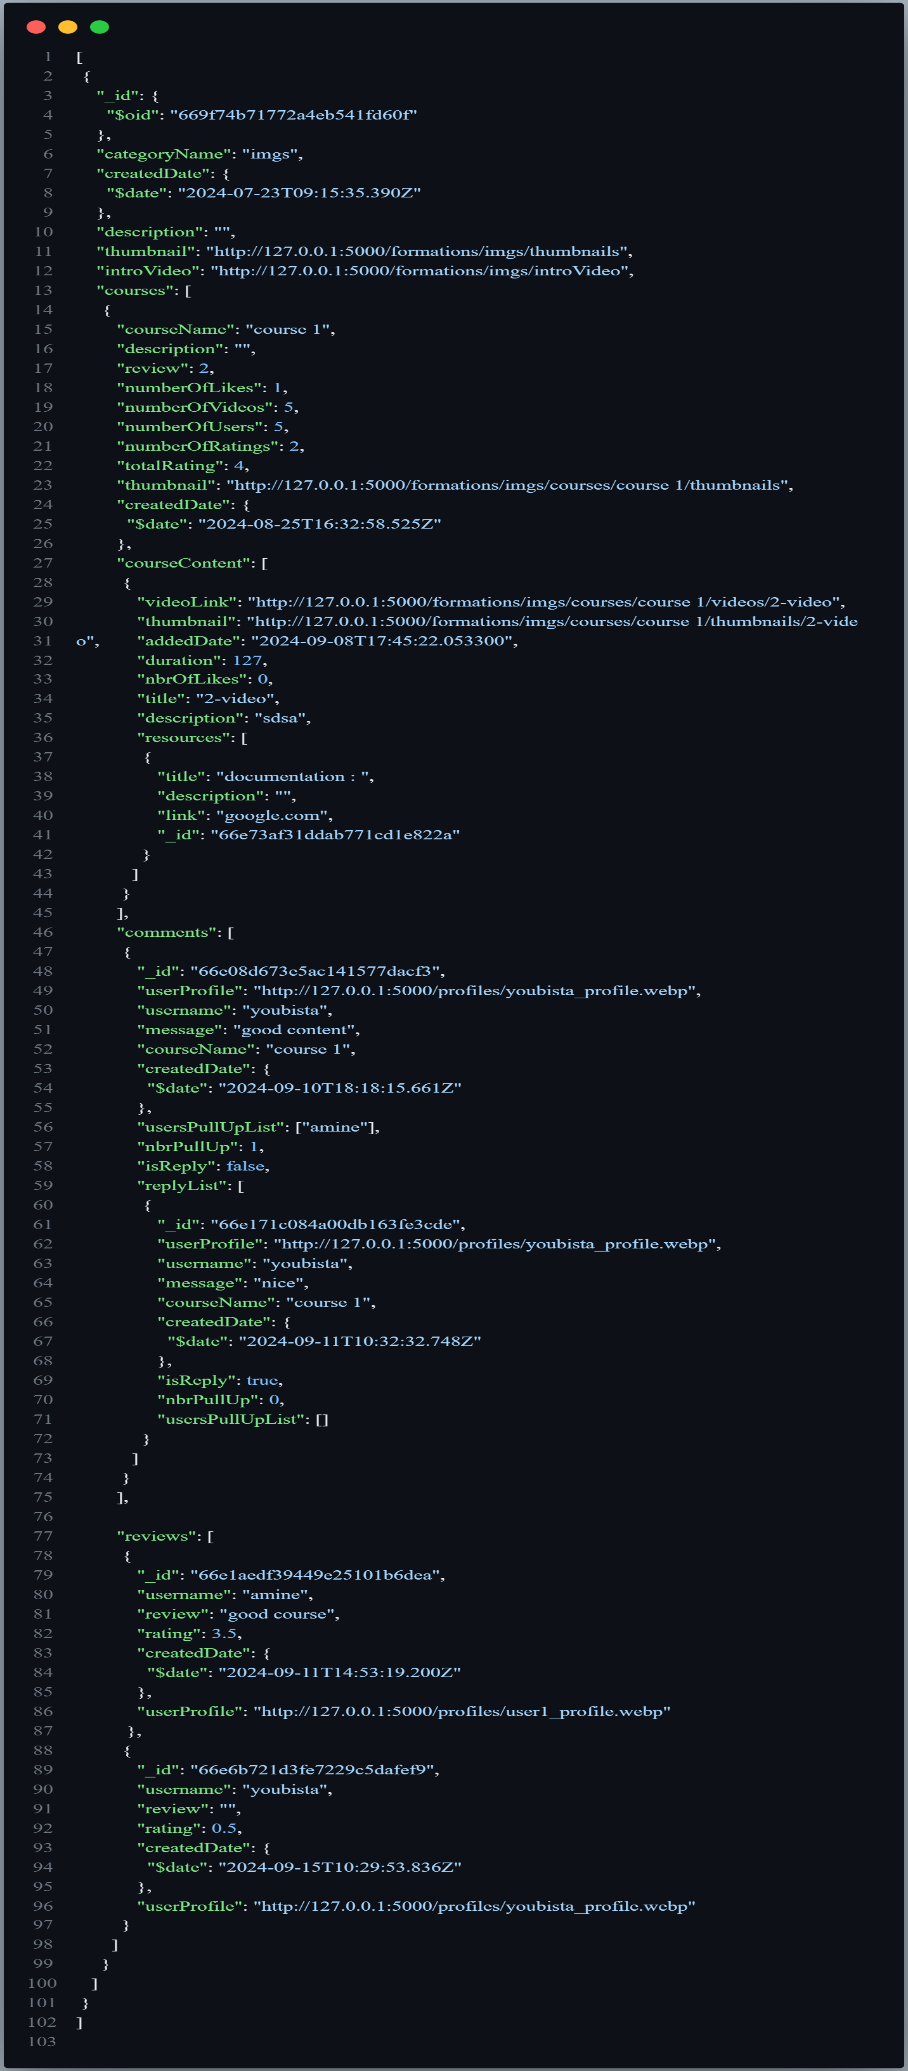 1 [
2 {
3 "_id": {
4 "$oid": "669f74b71772a4eb541fd60f"
5 },
6 "categoryName": "imgs",
7 "createdDate": {
8 "$date": "2024-07-23T09:15:35.390Z"
9 },
10 "description": "",
11 "thumbnail": "http://127.0.0.1:5000/formations/imgs/thumbnails",
12 "introVideo": "http://127.0.0.1:5000/formations/imgs/introVideo",
13 "courses": [
14 {
15 "courseName": "course 1",
16 "description": "",
17 "review": 2,
18 "numberOfLikes": 1,
19 "numberOfVideos": 5,
20 "numberOfUsers": 5,
21 "numberOfRatings": 2,
22 "totalRating": 4,
23 "thumbnail": "http://127.0.0.1:5000/formations/imgs/courses/course 1/thumbnails",
24 "createdDate": {
25 "$date": "2024-08-25T16:32:58.525Z"
26 },
27 "courseContent": [
28 {
29 "videoLink": "http://127.0.0.1:5000/formations/imgs/courses/course 1/videos/2-video",
30 "thumbnail": "http://127.0.0.1:5000/formations/imgs/courses/course 1/thumbnails/2-vide
31 o", "addedDate": "2024-09-08T17:45:22.053300",
32 "duration": 127,
33 "nbrOfLikes": 0,
34 "title": "2-video",
35 "description": "sdsa",
36 "resources": [
37 {
38 "title": "documentation : ",
39 "description": "",
40 "link": "google.com",
41 "_id": "66e73af31ddab771cd1e822a"
42 }
43 ]
44 }
45 ],
46 "comments": [
47 {
48 "_id": "66e08d673e5ac141577dacf3",
49 "userProfile": "http://127.0.0.1:5000/profiles/youbista_profile.webp",
50 "username": "youbista",
51 "message": "good content",
52 "courseName": "course 1",
53 "createdDate": {
54 "$date": "2024-09-10T18:18:15.661Z"
55 },
56 "usersPullUpList": ["amine"],
57 "nbrPullUp": 1,
58 "isReply": false,
59 "replyList": [
60 {
61 "_id": "66e171c084a00db163fe3cde",
62 "userProfile": "http://127.0.0.1:5000/profiles/youbista_profile.webp",
63 "username": "youbista",
64 "message": "nice",
65 "courseName": "course 1",
66 "createdDate": {
67 "$date": "2024-09-11T10:32:32.748Z"
68 },
69 "isReply": true,
70 "nbrPullUp": 0,
71 "usersPullUpList": []
72 }
73 ]
74 }
75 ],
76
77 "reviews": [
78 {
79 "_id": "66e1aedf39449e25101b6dea",
80 "username": "amine",
81 "review": "good course",
82 "rating": 3.5,
83 "createdDate": {
84 "$date": "2024-09-11T14:53:19.200Z"
85 },
86 "userProfile": "http://127.0.0.1:5000/profiles/user1_profile.webp"
87 },
88 {
89 "_id": "66e6b721d3fe7229c5dafef9",
90 "username": "youbista",
91 "review": "",
92 "rating": 0.5,
93 "createdDate": {
94 "$date": "2024-09-15T10:29:53.836Z"
95 },
96 "userProfile": "http://127.0.0.1:5000/profiles/youbista_profile.webp"
97 }
98 ]
99 }
100 ]
101 }
102 ]
103